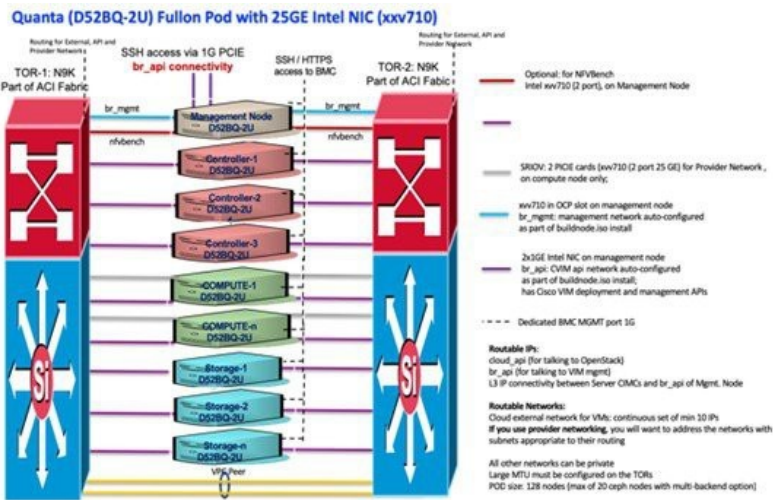 Quanta (D52BQ-2U) Fullon Pod with 25GE Intel NIC (xxv710)
Routing for External, API and
Provider Networks
TOR-1: N9K
Part of ACI Fabric
SSH access via 1G PCIE
br_api connectivity
SSH / HTTPS
access to BMC
Routing for External, API and
Provider Networks
TOR-2: N9K
Part of ACI Fabic
br_mgmt
br_mgmt
nfvbench
nfvbench
Management Node
D52BQ-2U
Controller-1
D52BQ-2U
Controller-2
D52BQ-2U
Controller-3
D52BQ-2U
COMPUTE-1
D52BQ-2U
COMPUTE-n
D52BQ-2U
Storage-1
D52BQ-2U
Storage-2
D52BQ-2U
Storage-n
D52BQ-2U
VPC Peer
Si
Si
Optional: for NFVBench
Intel xvv710 (2 port), on Management Node
SRIOV: 2 PICIE cards (xvv710 (2 port 25 GE) for Provider Network ,
on compute node only;
xvv710 in OCP slot on management node
br_mgmt: management network auto-configured
as part of buildnode.iso install
2x1GE Intel NIC on management node
br_api: CVIM api network auto-configured
as part of buildnode.iso install;
has Cisco VIM deployment and management APIs
Dedicated BMC MGMT port 1G
Routable IPs:
cloud_api (for talking to OpenStack)
br_api (for talking to VIM mgmt)
L3 IP connectivity between Server CIMCs and br_api of Mgmt. Node
Routable Networks:
Cloud external network for VMs: continuous set of min 10 IPs
If you use provider networking, you will want to address the networks with
subnets appropriate to their routing
All other networks can be private
Large MTU must be configured on the TORs
POD size: 128 nodes (max of 20 ceph nodes with multi-backend option)